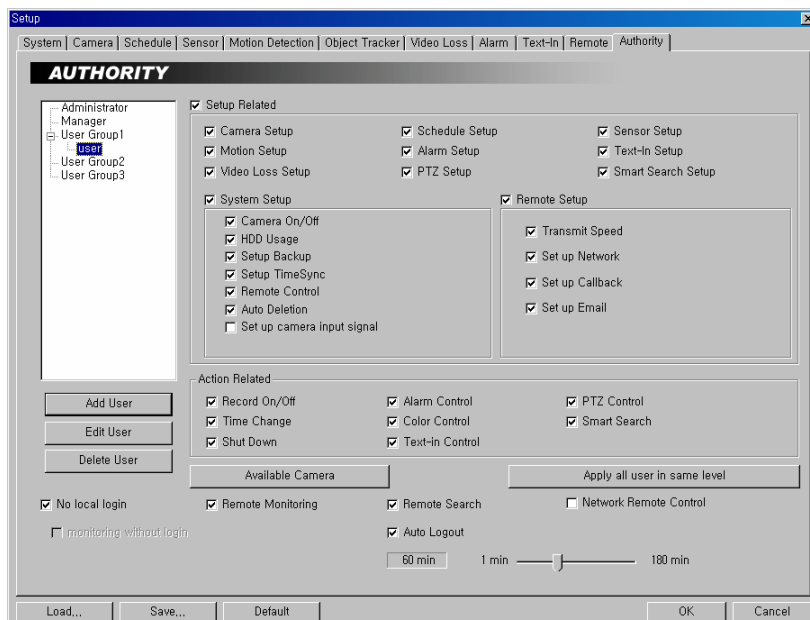 Setup
System Camera Schedule Sensor Motion Detection Object Tracker Video Loss Alarm Text-In Remote Authority
AUTHORITY
Administrator
Manager
User Group1
user
User Group2
User Group3
Add User
Edit User
Delete User
Setup Related
Camera Setup Schedule Setup Sensor Setup
Motion Setup Alarm Setup Text-In Setup
Video Loss Setup PTZ Setup Smart Search Setup
System Setup
Camera On/Off
HDD Usage
Setup Backup
Setup TimeSync
Remote Control
Auto Deletion
Set up camera input signal
Remote Setup
Transmit Speed
Set up Network
Set up Callback
Set up Email
Action Related
Record On/Off Alarm Control PTZ Control
Time Change Color Control Smart Search
Shut Down Text-in Control
Available Camera Apply all user in same level
No local login Remote Monitoring Remote Search Network Remote Control
monitoring without login Auto Logout
60 min 1 min 180 min
Load... Save... Default OK Cancel